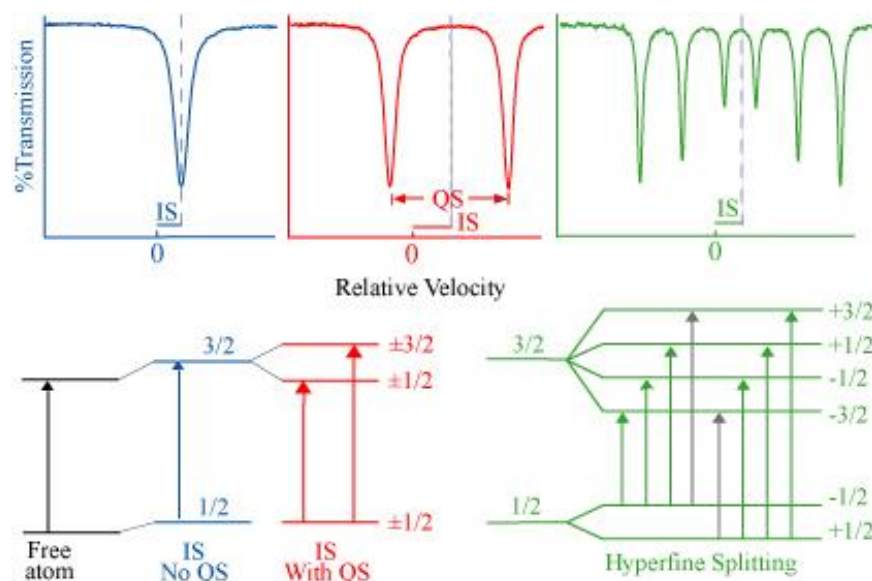 %Transmission
IS
0
QS
IS
0
IS
0
Relative Velocity
3/2
±3/2
±1/2
1/2
±1/2
Free
atom
IS
No QS
IS
With QS
3/2
+3/2
+1/2
-1/2
-3/2
1/2
-1/2
+1/2
Hyperfine Splitting